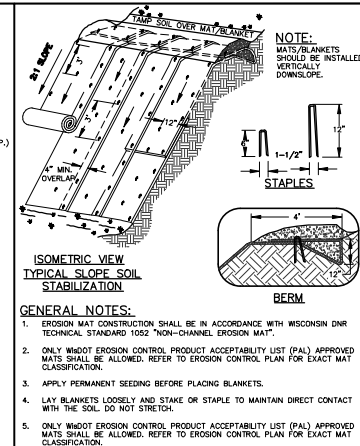 TAMP SOIL OVER MAT/BLANKET
NOTE:
MATS/BLANKETS
SHOULD BE INSTALLED
VERTICALLY
DOWNSLOPE.
2:1 SLOPE
3'
3'
12"
P.)
4" MIN.
OVERLAP
12"
1-1/2"
STAPLES
4'
12"
BERM
ISOMETRIC VIEW
TYPICAL SLOPE SOIL
STABILIZATION
GENERAL NOTES:
1. EROSION MAT CONSTRUCTION SHALL BE IN ACCORDANCE WITH WISCONSIN DNR
TECHNICAL STANDARD 1052 "NON-CHANNEL EROSION MAT".
2. ONLY WisDOT EROSION CONTROL PRODUCT ACCEPTABILITY LIST (PAL) APPROVED
MATS SHALL BE ALLOWED. REFER TO EROSION CONTROL PLAN FOR EXACT MAT
CLASSIFICATION.
3. APPLY PERMANENT SEEDING BEFORE PLACING BLANKETS.
4. LAY BLANKETS LOOSELY AND STAKE OR STAPLE TO MAINTAIN DIRECT CONTACT
WITH THE SOIL. DO NOT STRETCH.
5. ONLY WisDOT EROSION CONTROL PRODUCT ACCEPTABILITY LIST (PAL) APPROVED
MATS SHALL BE ALLOWED. REFER TO EROSION CONTROL PLAN FOR EXACT MAT
CLASSIFICATION.